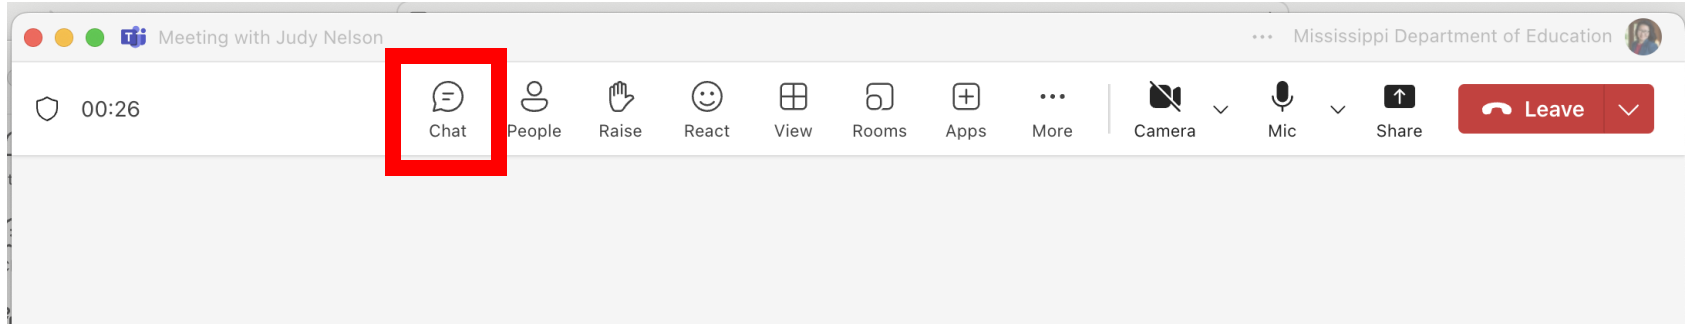 Meeting with Judy Nelson
Mississippi Department of Education
00:26
Chat People Raise React View Rooms Apps More Camera Mic Share Leave